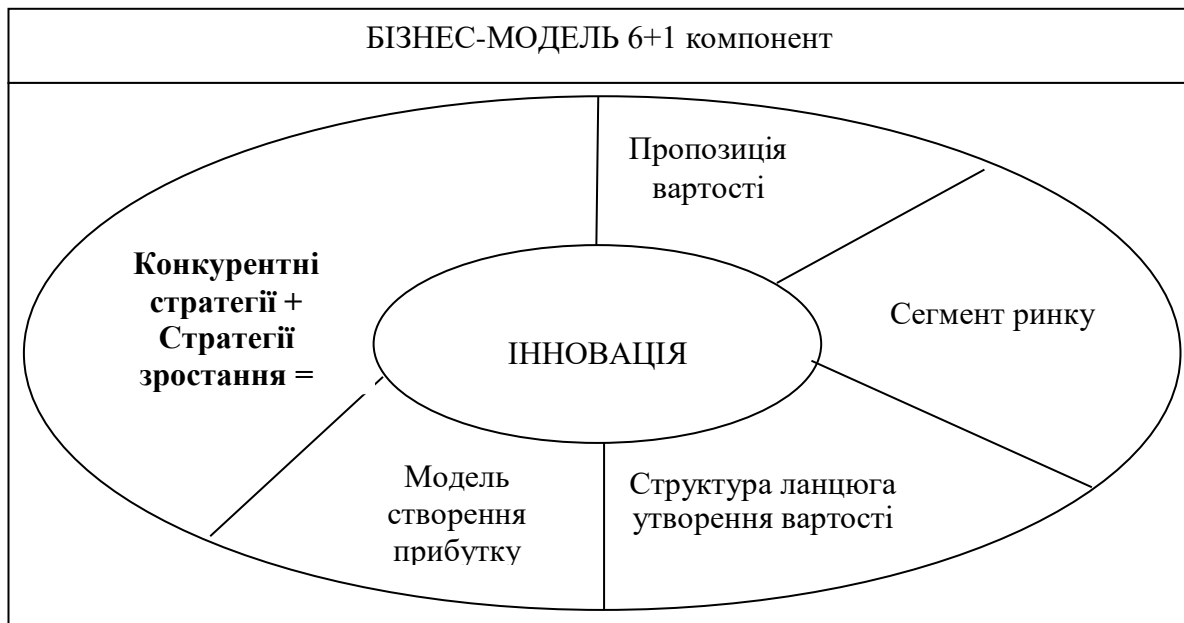 БІЗНЕС-МОДЕЛЬ 6+1 компонент
Пропозиція
вартості
Конкурентні
стратегії +
Стратегії
зростання =
Сегмент ринку
ІННОВАЦІЯ
Модель
створення
прибутку
Структура ланцюга
утворення вартості